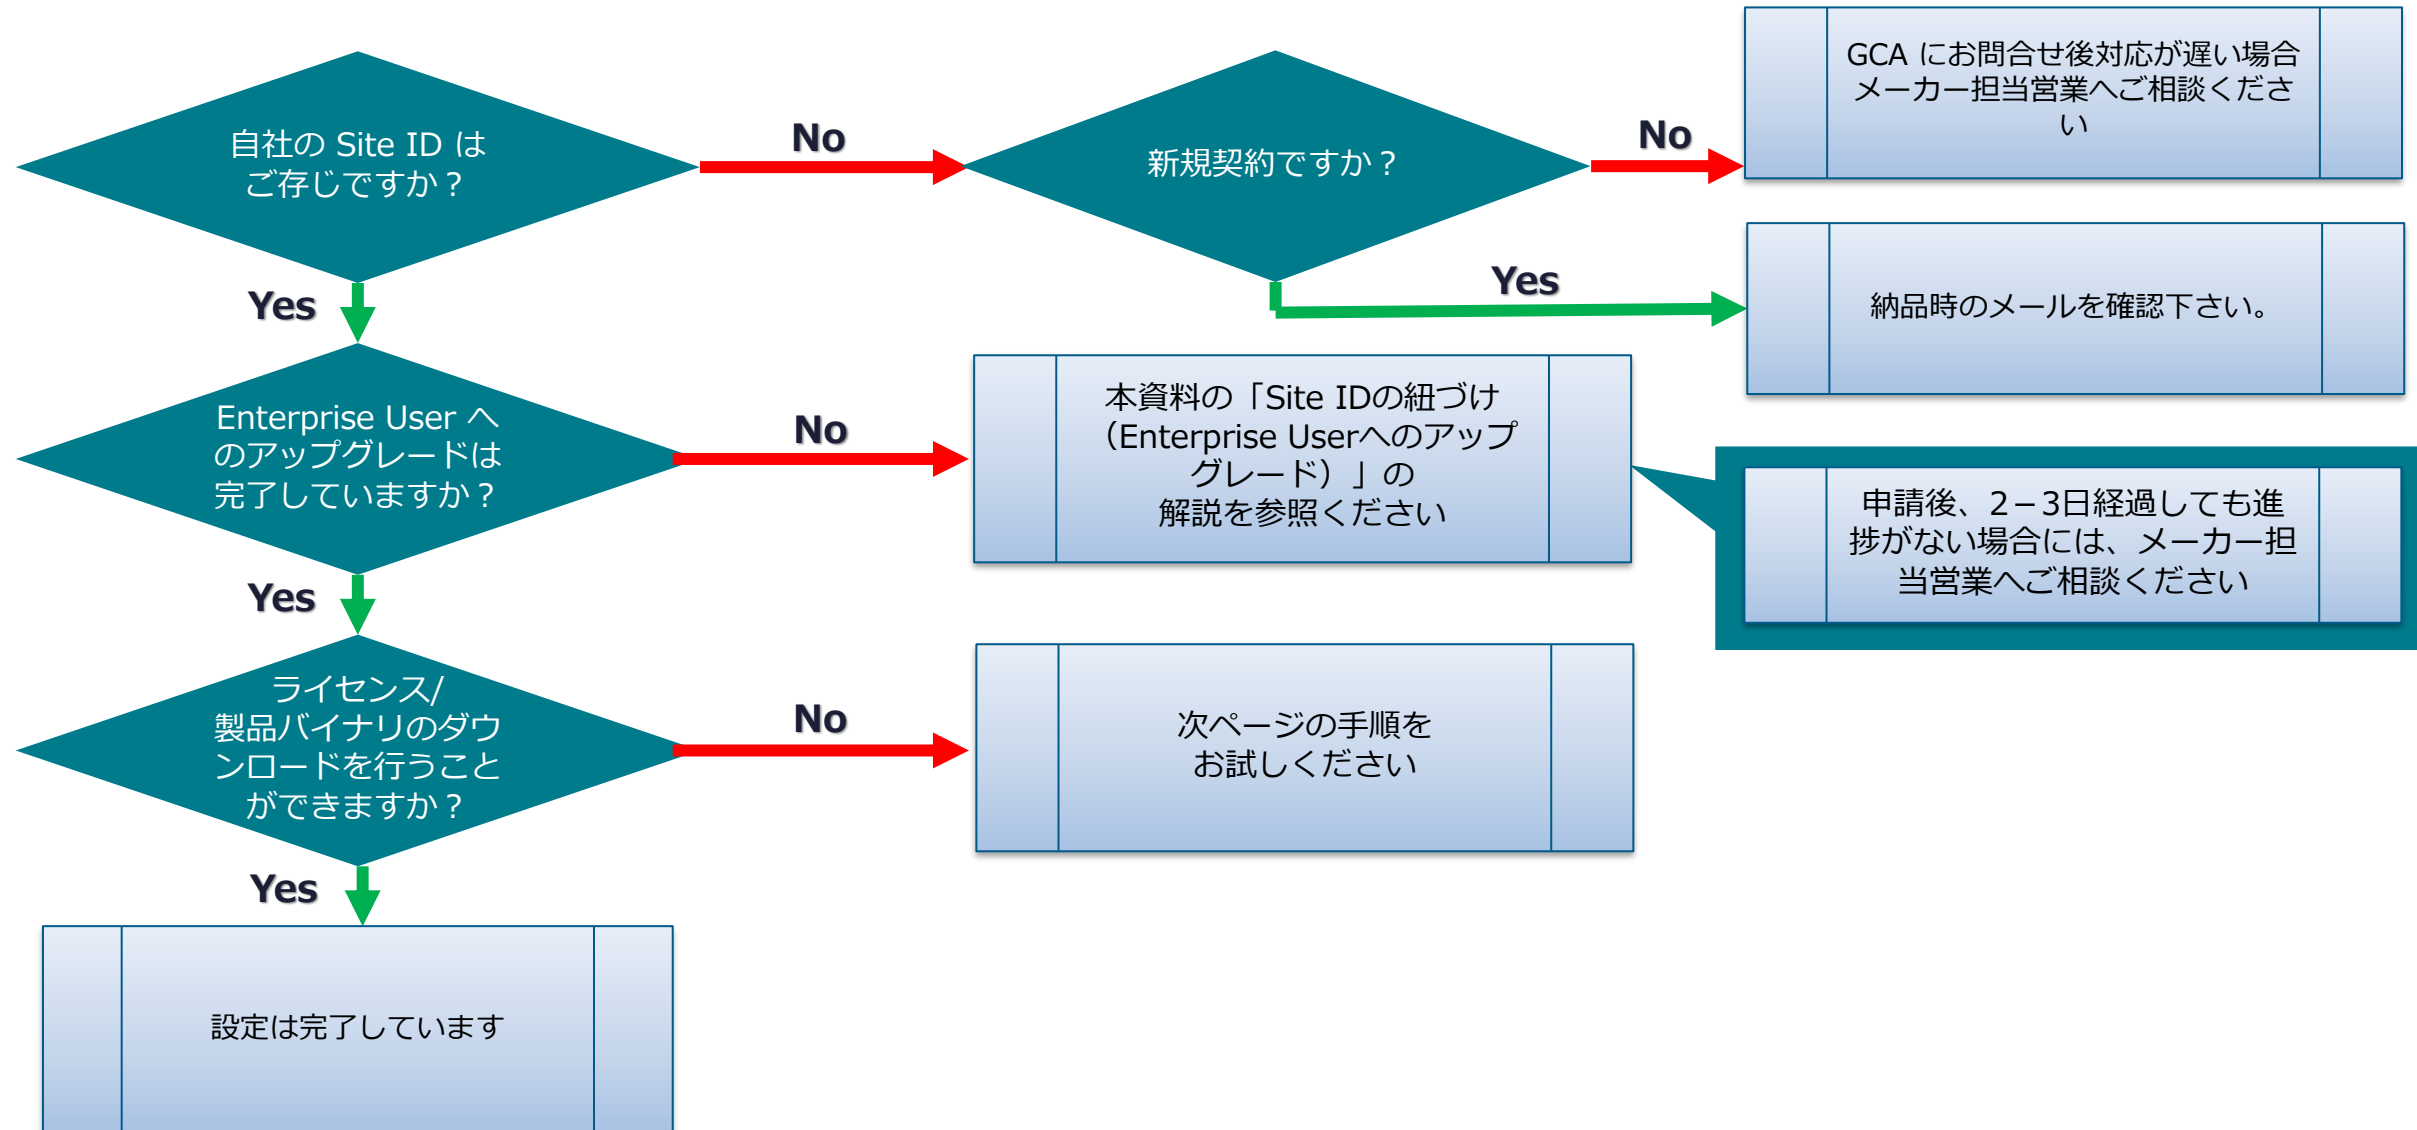 自社の Site ID は
ご存じですか？
No
新規契約ですか？
No
GCA にお問合せ後対応が遅い場合
メーカー担当営業へご相談くださ
い
Yes
納品時のメールを確認下さい。
Yes
Enterprise User へ
のアップグレードは
完了していますか？
No
本資料の「Site IDの紐づけ
（Enterprise Userへのアップ
グレード）」の
解説を参照ください
申請後、2－3日経過しても進
捗がない場合には、メーカー担
当営業へご相談ください
Yes
ライセンス/
製品バイナリのダウ
ンロードを行うこと
ができますか？
No
次ページの手順を
お試しください
Yes
設定は完了しています